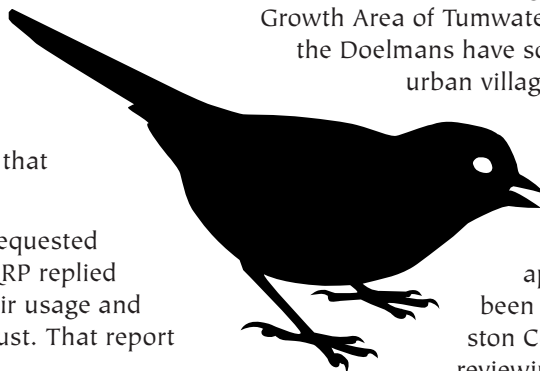 that
equested
RP replied
ir usage and
ust. That report
Growth Area of Tumwate
the Doelmans have
urban villag
ap
been
ston C
reviewin